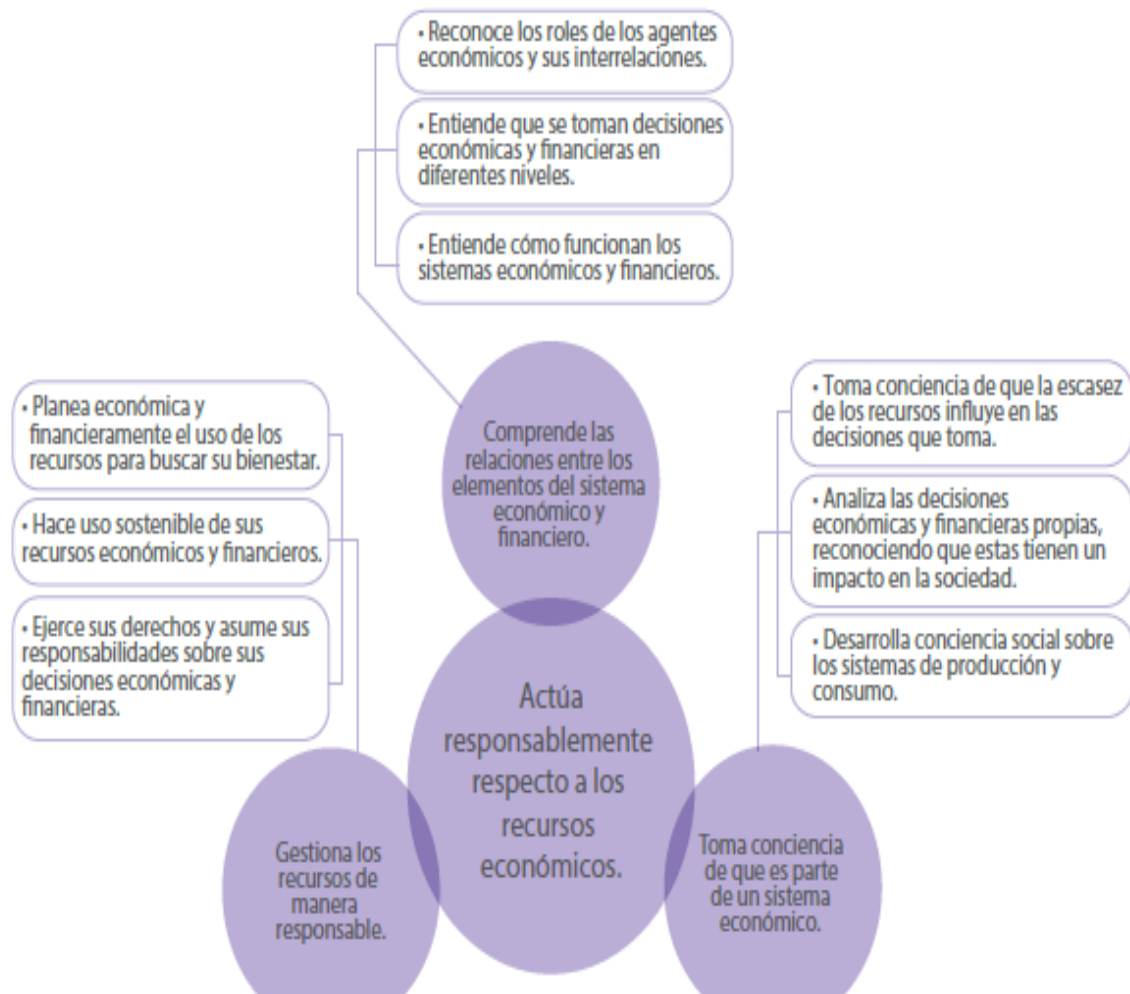 • Reconoce los roles de los agentes
económicos y sus interrelaciones.
• Entiende que se toman decisiones
económicas y financieras en
diferentes niveles.
• Entiende cómo funcionan los
sistemas económicos y financieros.
Comprende las
relaciones entre los
elementos del sistema
económico y
financiero.
• Planea económica y
financieramente el uso de los
recursos para buscar su bienestar.
• Hace uso sostenible de sus
recursos económicos y financieros.
• Ejerce sus derechos y asume sus
responsabilidades sobre sus
decisiones económicas y
financieras.
• Toma conciencia de que la escasez
de los recursos influye en las
decisiones que toma.
• Analiza las decisiones
económicas y financieras propias,
reconociendo que estas tienen un
impacto en la sociedad.
• Desarrolla conciencia social sobre
los sistemas de producción y
consumo.
Actúa
responsablemente
respecto a los
recursos
económicos.
Gestiona los
recursos de
manera
responsable.
Toma conciencia
de que es parte
de un sistema
económico.